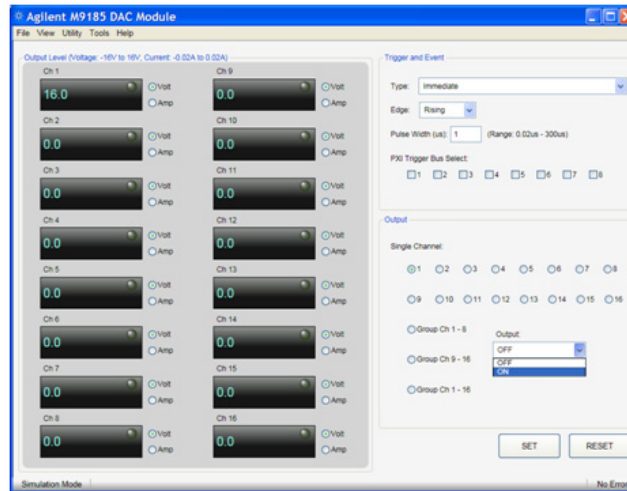 Agilent M9185 DAC Module
File View Utility Tools Help
Output Level (Voltage: -16V to 16V, Current: -0.02A to 0.02A)
Ch 1
16.0
Volt
Amp
Ch 2
0.0
Volt
Amp
Ch 3
0.0
Volt
Amp
Ch 4
0.0
Volt
Amp
Ch 5
0.0
Volt
Amp
Ch 6
0.0
Volt
Amp
Ch 7
0.0
Volt
Amp
Ch 8
0.0
Volt
Amp
Ch 9
0.0
Volt
Amp
Ch 10
0.0
Volt
Amp
Ch 11
0.0
Volt
Amp
Ch 12
0.0
Volt
Amp
Ch 13
0.0
Volt
Amp
Ch 14
0.0
Volt
Amp
Ch 15
0.0
Volt
Amp
Ch 16
0.0
Volt
Amp
Trigger and Event
Type: Immediate
Edge: Rising
Pulse Width (us): 1 (Range: 0.02us - 300us)
PXI Trigger Bus Select:
1 2 3 4 5 6 7 8
Output
Single Channel:
1 2 3 4 5 6 7 8
9 10 11 12 13 14 15 16
Group Ch 1 - 8
Group Ch 9 - 16
Group Ch 1 - 16
Output:
OFF
OFF
ON
SET RESET
Simulation Mode
No Error